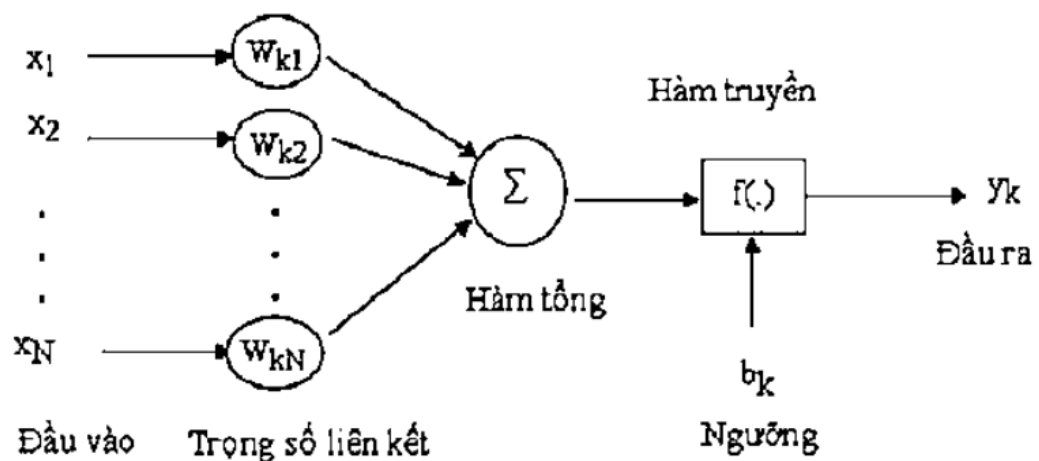 x1
Wk1
x2
Wk2
Hàm truyền
Σ
f(.)
yk
Đầu ra
Hàm tổng
xN
WkN
bk
Đầu vào
Trọng số liên kết
Ngưỡng